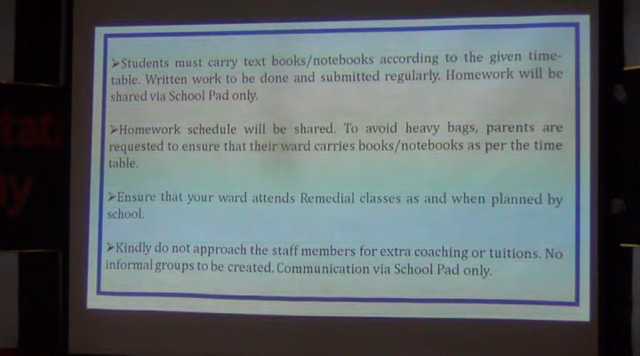 ➤Students must carry text books/notebooks according to the given time-
table. Written work to be done and submitted regularly. Homework will be
shared via School Pad only.
➤Homework schedule will be shared. To avoid heavy bags, parents are
requested to ensure that their ward carries books/notebooks as per the time
table.
➤Ensure that your ward attends Remedial classes as and when planned by
school.
➤Kindly do not approach the staff members for extra coaching or tuitions. No
informal groups to be created. Communication via School Pad only.